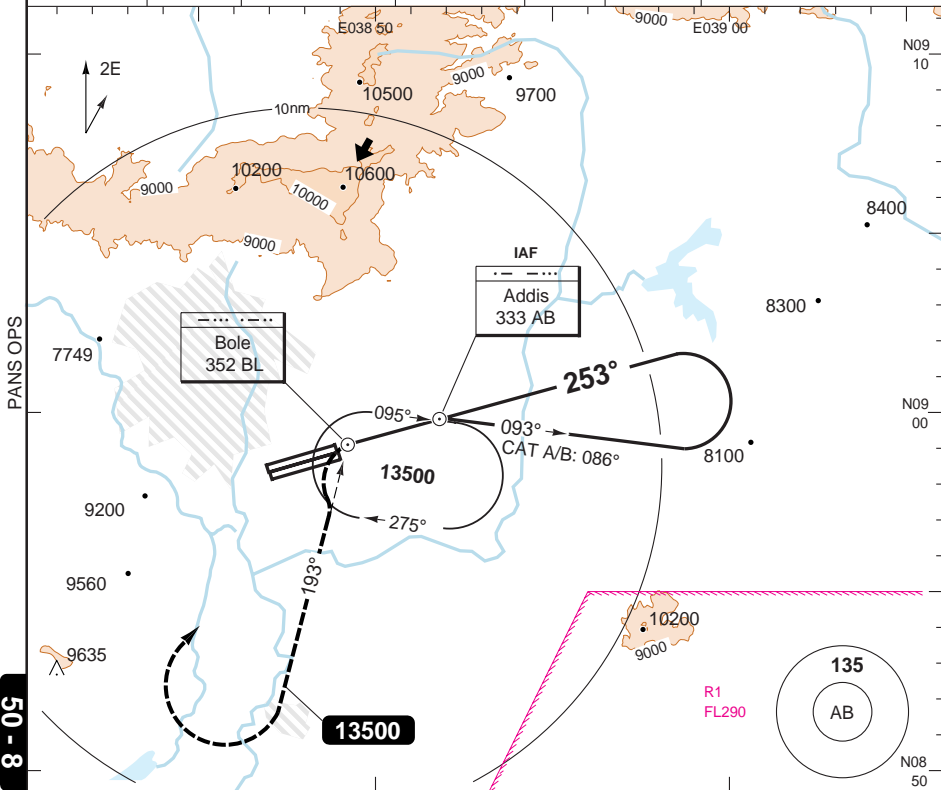 E038 50
9000
E039 00
N09
10
2E
9000
10500
9700
10nm
10200
10600
9000
10000
8400
9000
IAF
Addis
333 AB
8300
PANS OPS
Bole
352 BL
7749
253°
N09
00
095°
093°
CAT A/B: 086°
8100
13500
9200
275°
193°
9560
10200
9635
9000
135
R1
FL290
AB
50 - 8
13500
N08
50